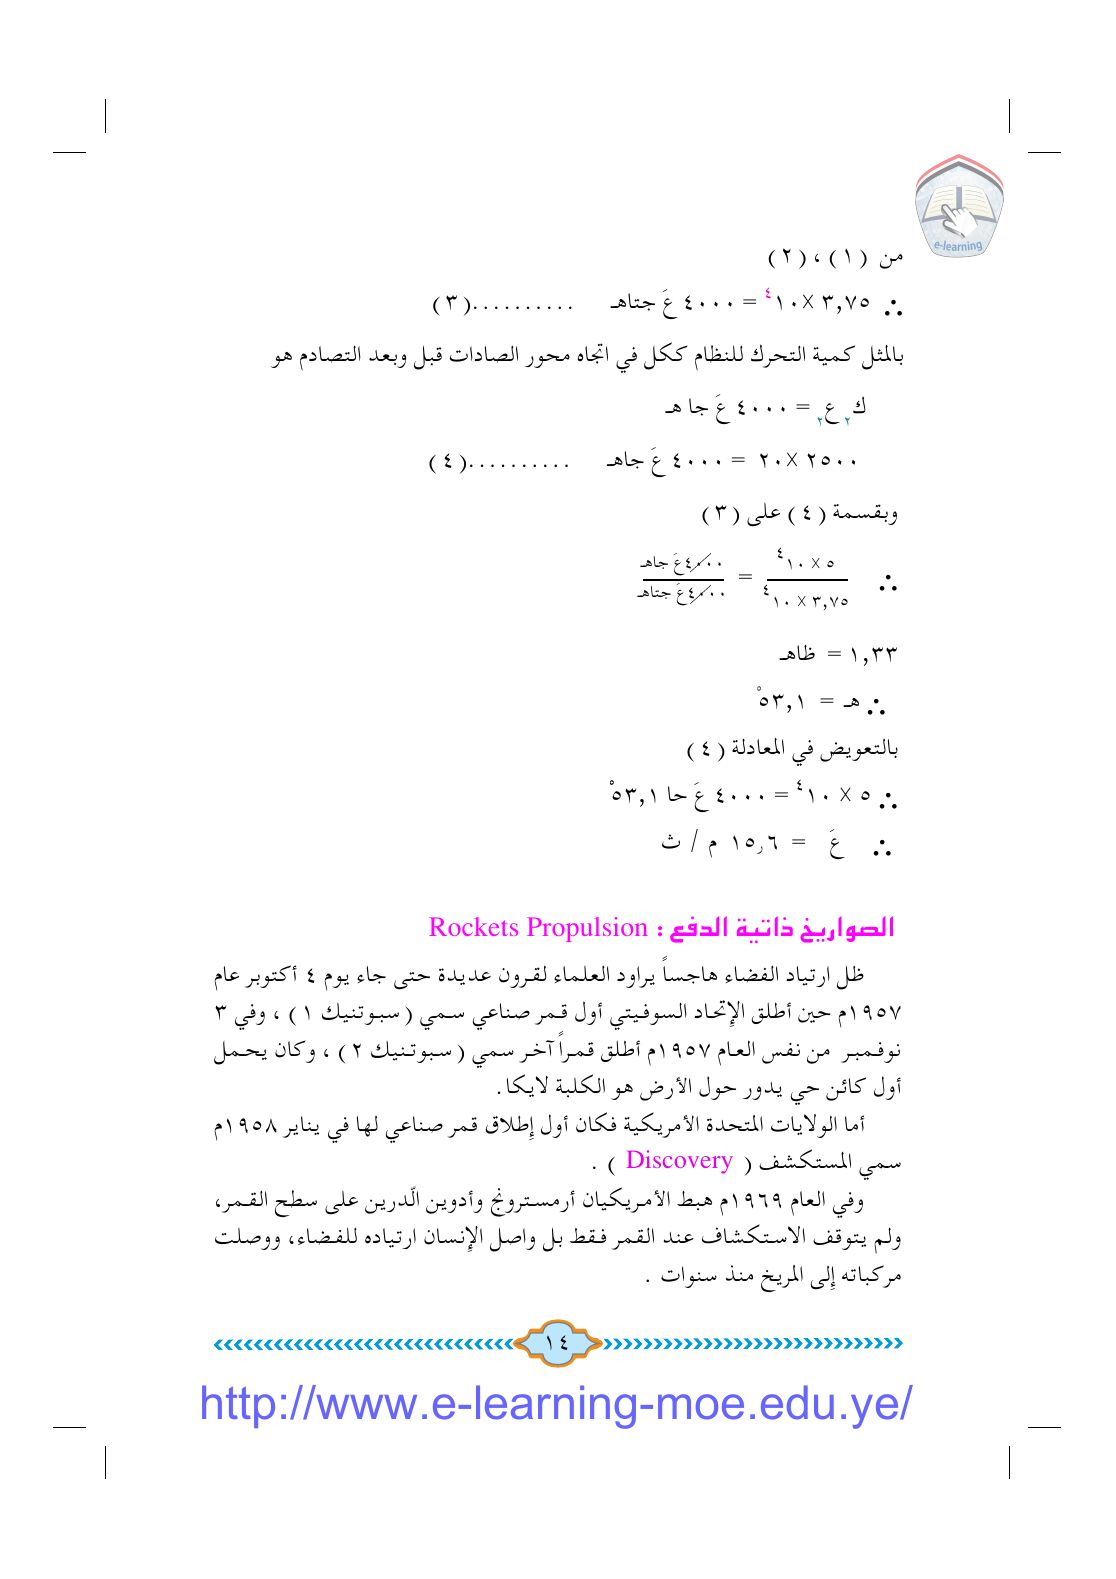 e-learning
من ( ١ ) ، ( ٢ )
∴ ٣,٧٥ × ١٠⁴ = ٤٠٠٠ عَ جتاهـ ..........( ٣ )
بالمثل كمية التحرك للنظام ككل في اتجاه محور الصادات قبل وبعد التصادم هو
ك٢ ع٢ = ٤٠٠٠ عَ جا هـ
٢٥٠٠ × ٢٠ = ٤٠٠٠ عَ جاهـ ..........( ٤ )
وبقسمة ( ٤ ) على ( ٣ )
∴ ٥ × ١٠⁴ / ٣,٧٥ × ١٠⁴ = ٤٠٠٠عَ جاهـ / ٤٠٠٠عَ جتاهـ
١,٣٣ = ظاهـ
∴ هـ = ٥٣,١°
بالتعويض في المعادلة ( ٤ )
∴ ٥ × ١٠⁴ = ٤٠٠٠ عَ حا ٥٣,١°
∴ عَ = ١٥٫٦ م / ث
الصواريخ ذاتية الدفع : Rockets Propulsion
ظل ارتياد الفضاء هاجساً يراود العلماء لقرون عديدة حتى جاء يوم ٤ أكتوبر عام
١٩٥٧م حين أطلق الإتحاد السوفيتي أول قمر صناعي سمي ( سبوتنيك ١ ) ، وفي ٣
نوفمبر من نفس العام ١٩٥٧م أطلق قمراً آخر سمي ( سبوتنيك ٢ ) ، وكان يحمل
أول كائن حي يدور حول الأرض هو الكلبة لايكا.
أما الولايات المتحدة الأمريكية فكان أول إطلاق قمر صناعي لها في يناير ١٩٥٨م
سمي المستكشف ( Discovery ) .
وفي العام ١٩٦٩م هبط الأمريكيان أرمسترونج وأدوين الّدرين على سطح القمر،
ولم يتوقف الاستكشاف عند القمر فقط بل واصل الإنسان ارتياده للفضاء، ووصلت
مركباته إلى المريخ منذ سنوات .
١٤
http://www.e-learning-moe.edu.ye/